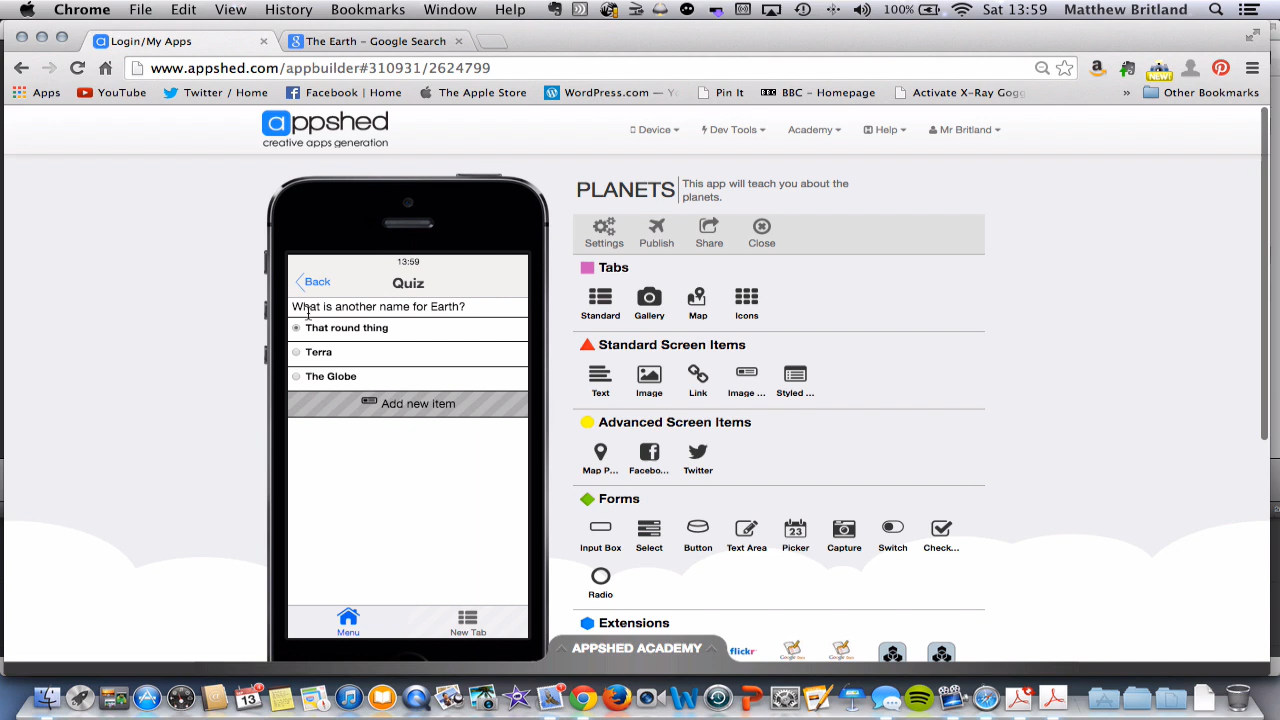 Chrome File Edit View History Bookmarks Window Help 100% Sat 13:59 Matthew Britland
Login/My Apps
The Earth - Google Search
www.appshed.com/appbuilder#310931/2624799
Apps YouTube Twitter / Home Facebook | Home The Apple Store WordPress.com — Pin It BBC - Homepage Activate X-Ray Gogg » Other Bookmarks
NEW!
appshed
creative apps generation
Device Dev Tools Academy Help Mr Britland
PLANETS
This app will teach you about the
planets.
Settings Publish Share Close
13:59
Back
Quiz
What is another name for Earth?
That round thing
Terra
The Globe
Add new item
Menu New Tab
Tabs
Standard Gallery Map Icons
Standard Screen Items
Text Image Link Image ... Styled ...
Advanced Screen Items
Map P... Facebo... Twitter
Forms
23
Input Box Select Button Text Area Picker Capture Switch Check...
Radio
Extensions
flickr
APPSHED ACADEMY
13